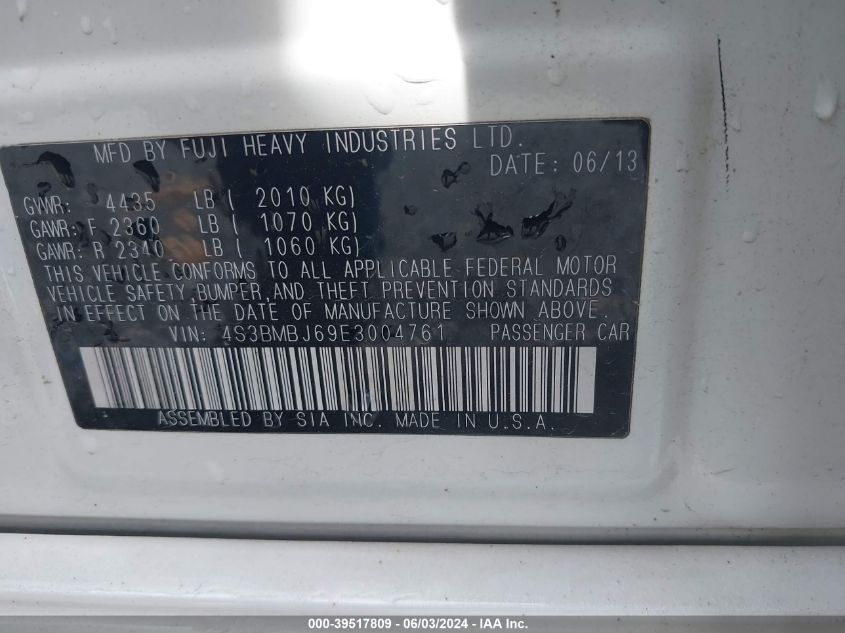 MFD BY FUJI HEAVY INDUSTRIES LTD.
DATE: 06/13
GVWR: 4435 LB ( 2010 KG)
GAWR: F 2360 LB ( 1070 KG)
GAWR: R 2340 LB ( 1060 KG)
THIS VEHICLE CONFORMS TO ALL APPLICABLE FEDERAL MOTOR
VEHICLE SAFETY, BUMPER, AND THEFT PREVENTION STANDARDS
IN EFFECT ON THE DATE OF MANUFACTURE SHOWN ABOVE.
VIN: 4S3BMBJ69E3004761 PASSENGER CAR
ASSEMBLED BY SIA INC. MADE IN U.S.A.
000-39517809 - 06/03/2024 - IAA Inc.